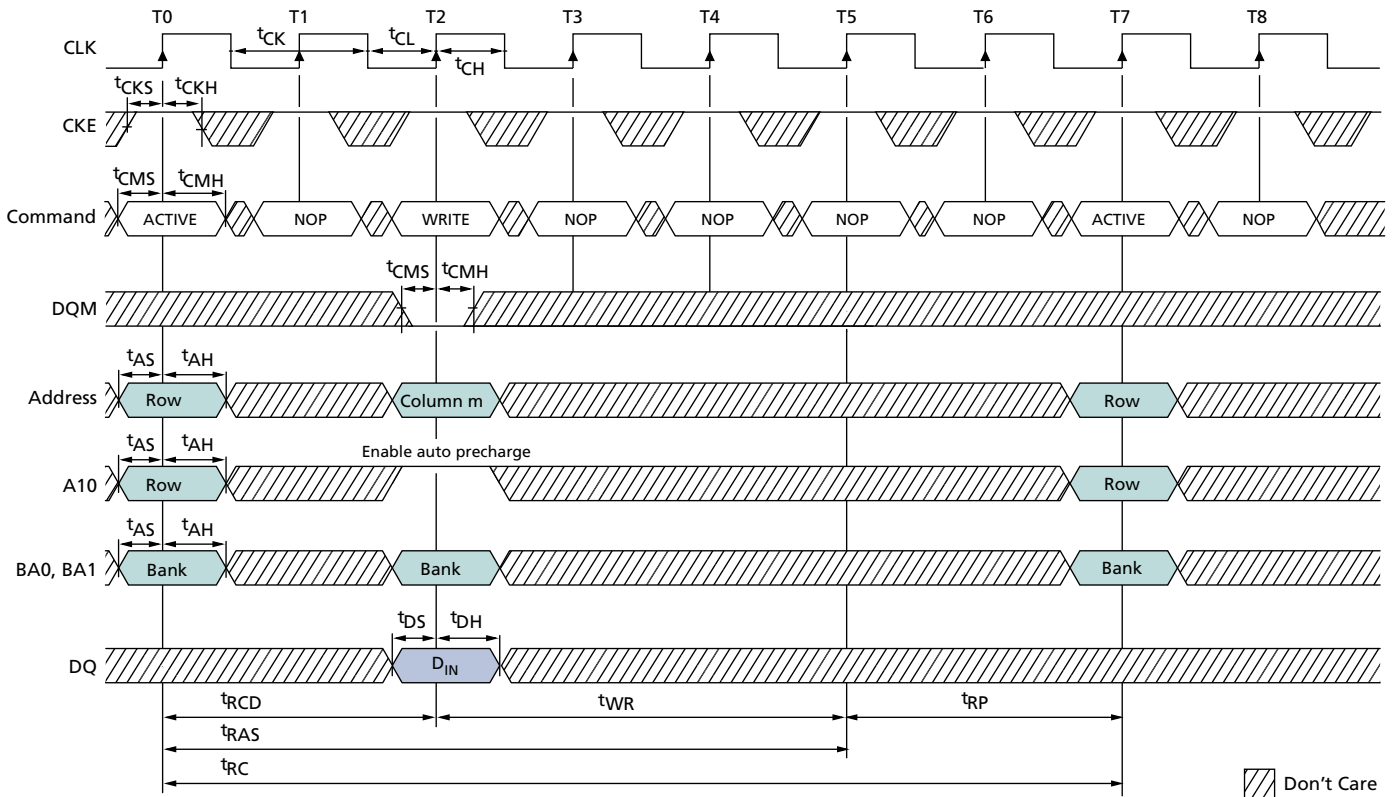 T0 T1 T2 T3 T4 T5 T6 T7 T8
CLK
tCK tCL
tCH
tCKS tCKH
CKE
tCMS tCMH
Command ACTIVE NOP WRITE NOP NOP NOP NOP ACTIVE NOP
tCMS tCMH
DQM
tAS tAH
Address Row Column m Row
tAS tAH Enable auto precharge
A10 Row Row
tAS tAH
BA0, BA1 Bank Bank Bank
tDS tDH
DQ DIN
tRCD tWR tRP
tRAS
tRC
Don't Care